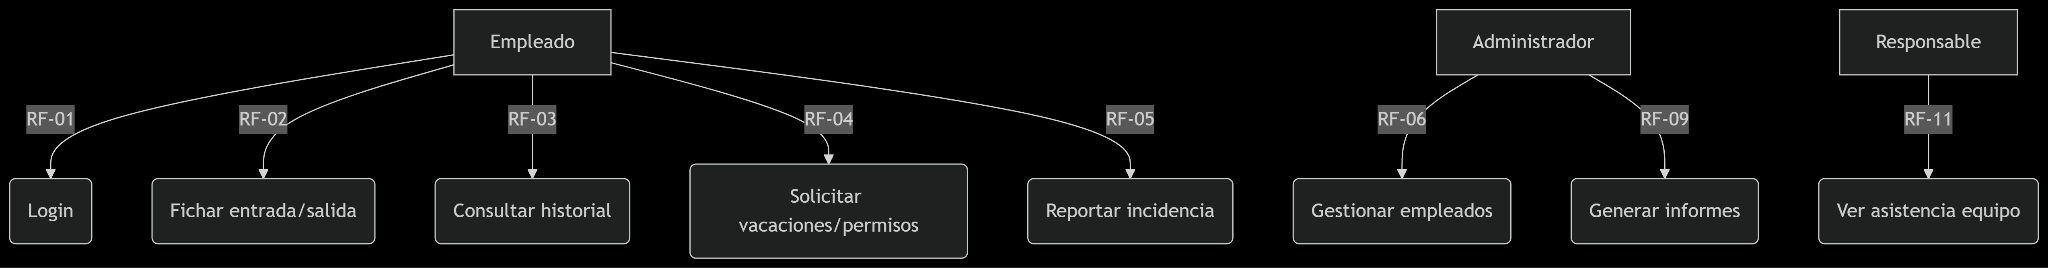 Empleado
Administrador
Responsable
RF-01
RF-02
RF-03
RF-04
RF-05
RF-06
RF-09
RF-11
Login
Fichar entrada/salida
Consultar historial
Solicitar
vacaciones/permisos
Reportar incidencia
Gestionar empleados
Generar informes
Ver asistencia equipo